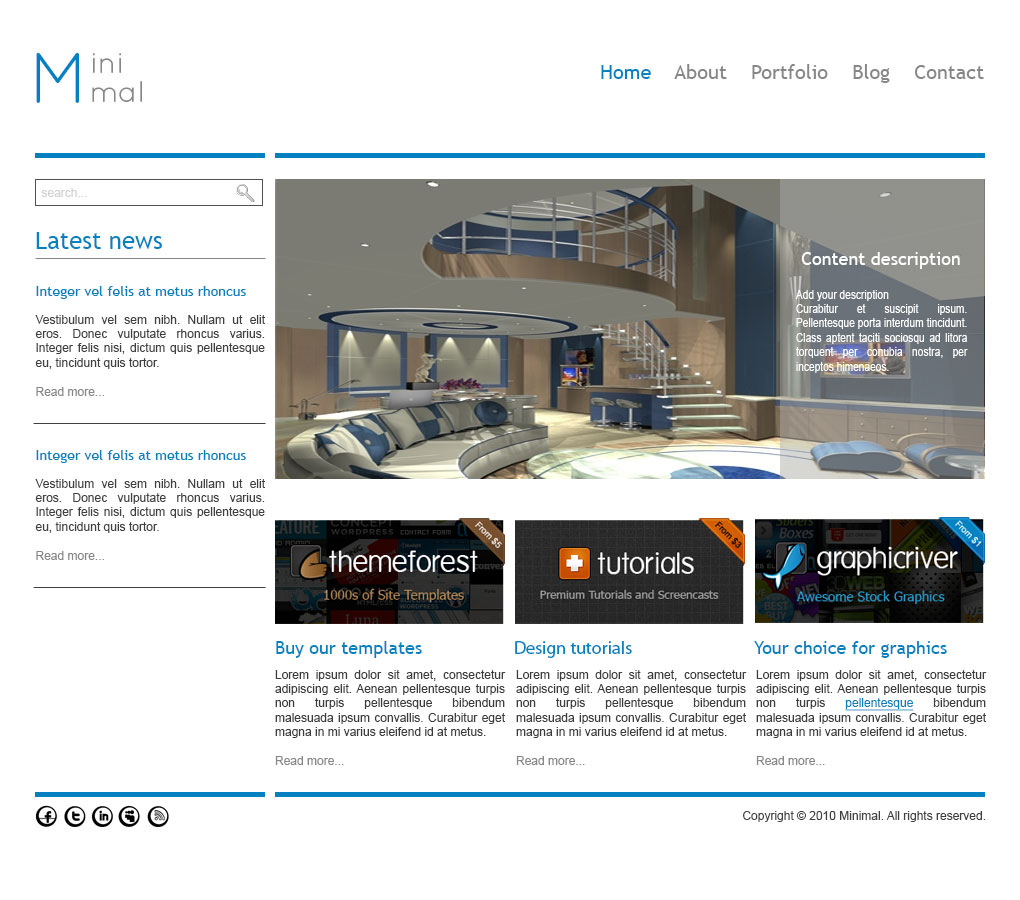 Mini
mal
Home About Portfolio Blog Contact
search...
Latest news
Integer vel felis at metus rhoncus
Vestibulum vel sem nibh. Nullam ut elit
eros. Donec vulputate rhoncus varius.
Integer felis nisi, dictum quis pellentesque
eu, tincidunt quis tortor.
Read more...
Integer vel felis at metus rhoncus
Vestibulum vel sem nibh. Nullam ut elit
eros. Donec vulputate rhoncus varius.
Integer felis nisi, dictum quis pellentesque
eu, tincidunt quis tortor.
Read more...
Content description
Add your description
Curabitur et suscipit ipsum.
Pellentesque porta interdum tincidunt.
Class aptent taciti sociosqu ad litora
torquent per conubia nostra, per
inceptos himenaeos.
From $5
themeforest
1000s of Site Templates
Buy our templates
Lorem ipsum dolor sit amet, consectetur
adipiscing elit. Aenean pellentesque turpis
non turpis pellentesque bibendum
malesuada ipsum convallis. Curabitur eget
magna in mi varius eleifend id at metus.
Read more...
From $3
tutorials
Premium Tutorials and Screencasts
Design tutorials
Lorem ipsum dolor sit amet, consectetur
adipiscing elit. Aenean pellentesque turpis
non turpis pellentesque bibendum
malesuada ipsum convallis. Curabitur eget
magna in mi varius eleifend id at metus.
Read more...
From $1
graphicriver
Awesome Stock Graphics
Your choice for graphics
Lorem ipsum dolor sit amet, consectetur
adipiscing elit. Aenean pellentesque turpis
non turpis pellentesque bibendum
malesuada ipsum convallis. Curabitur eget
magna in mi varius eleifend id at metus.
Read more...
Copyright © 2010 Minimal. All rights reserved.